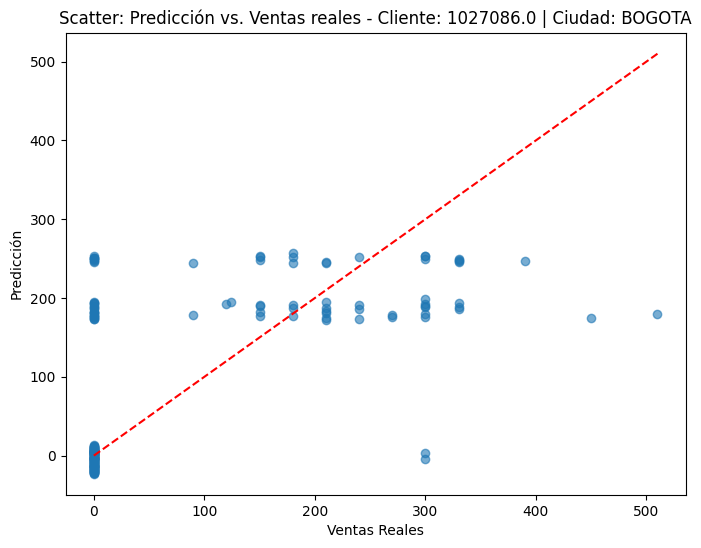 Scatter: Predicción vs. Ventas reales - Cliente: 1027086.0 | Ciudad: BOGOTA
500
400
300
200
100
0
Predicción
0 100 200 300 400 500
Ventas Reales